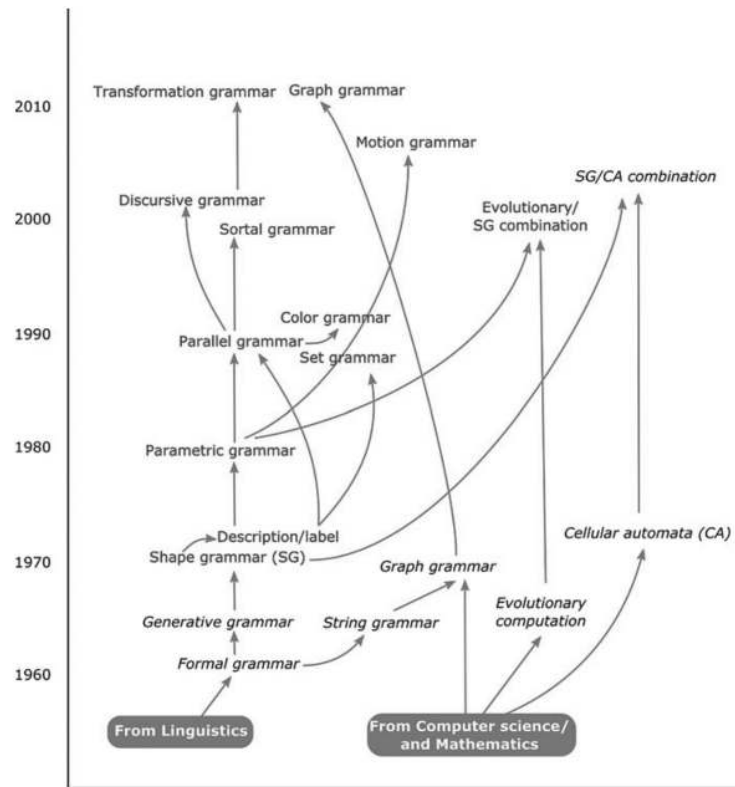 2010
Transformation grammar
Graph grammar
Motion grammar
SG/CA combination
Discursive grammar
2000
Sortal grammar
Evolutionary/
SG combination
Color grammar
1990
Parallel grammar
Set grammar
1980
Parametric grammar
Description/label
Shape grammar (SG)
Cellular automata (CA)
1970
Graph grammar
Generative grammar
String grammar
Evolutionary
computation
Formal grammar
1960
From Linguistics
From Computer science/
and Mathematics